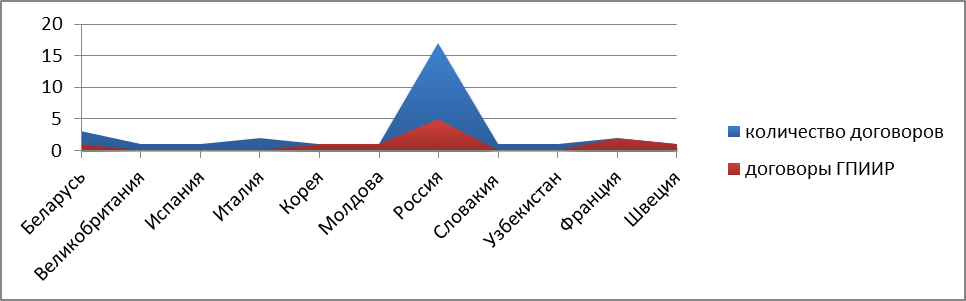 20
15
10
5
0
Беларусь
Великобритания
Испания
Италия
Корея
Молдова
Россия
Словакия
Узбекистан
Франция
Швеция
количество договоров
договоры ГПИИР